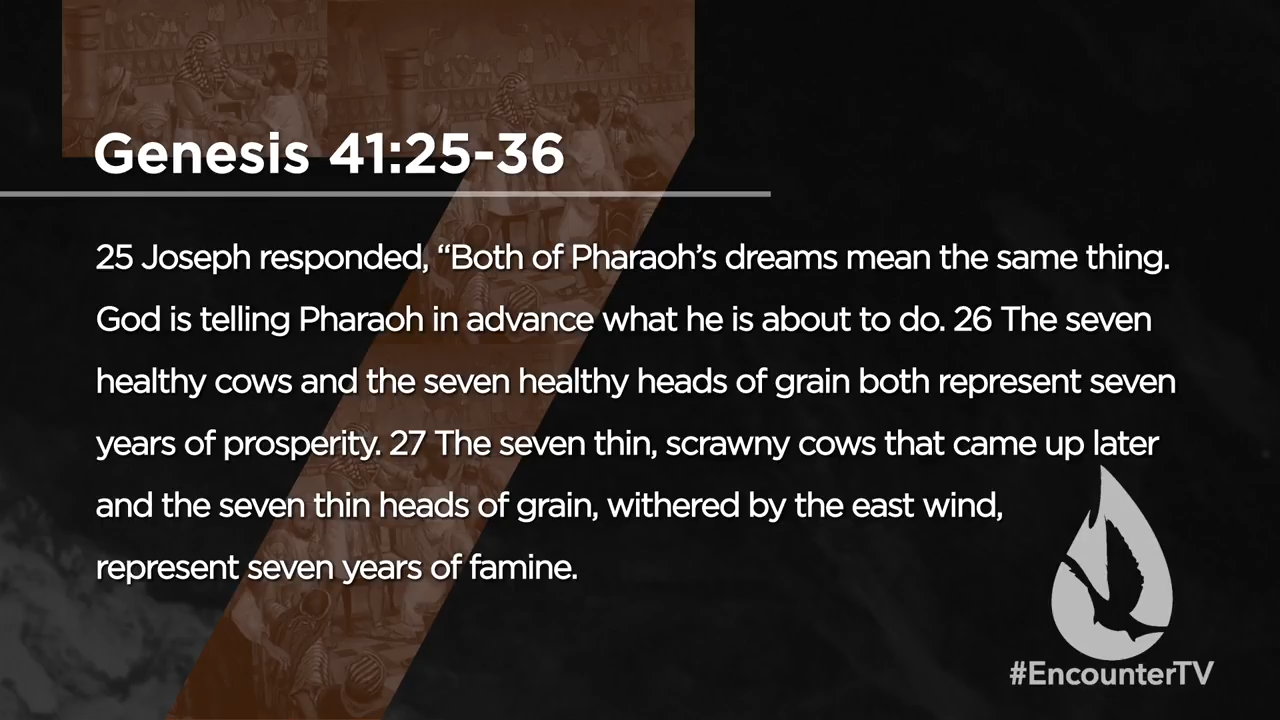 Genesis 41:25-36
25 Joseph responded, “Both of Pharaoh’s dreams mean the same thing.
God is telling Pharaoh in advance what he is about to do. 26 The seven
healthy cows and the seven healthy heads of grain both represent seven
years of prosperity. 27 The seven thin, scrawny cows that came up later
and the seven thin heads of grain, withered by the east wind,
represent seven years of famine.
#EncounterTV